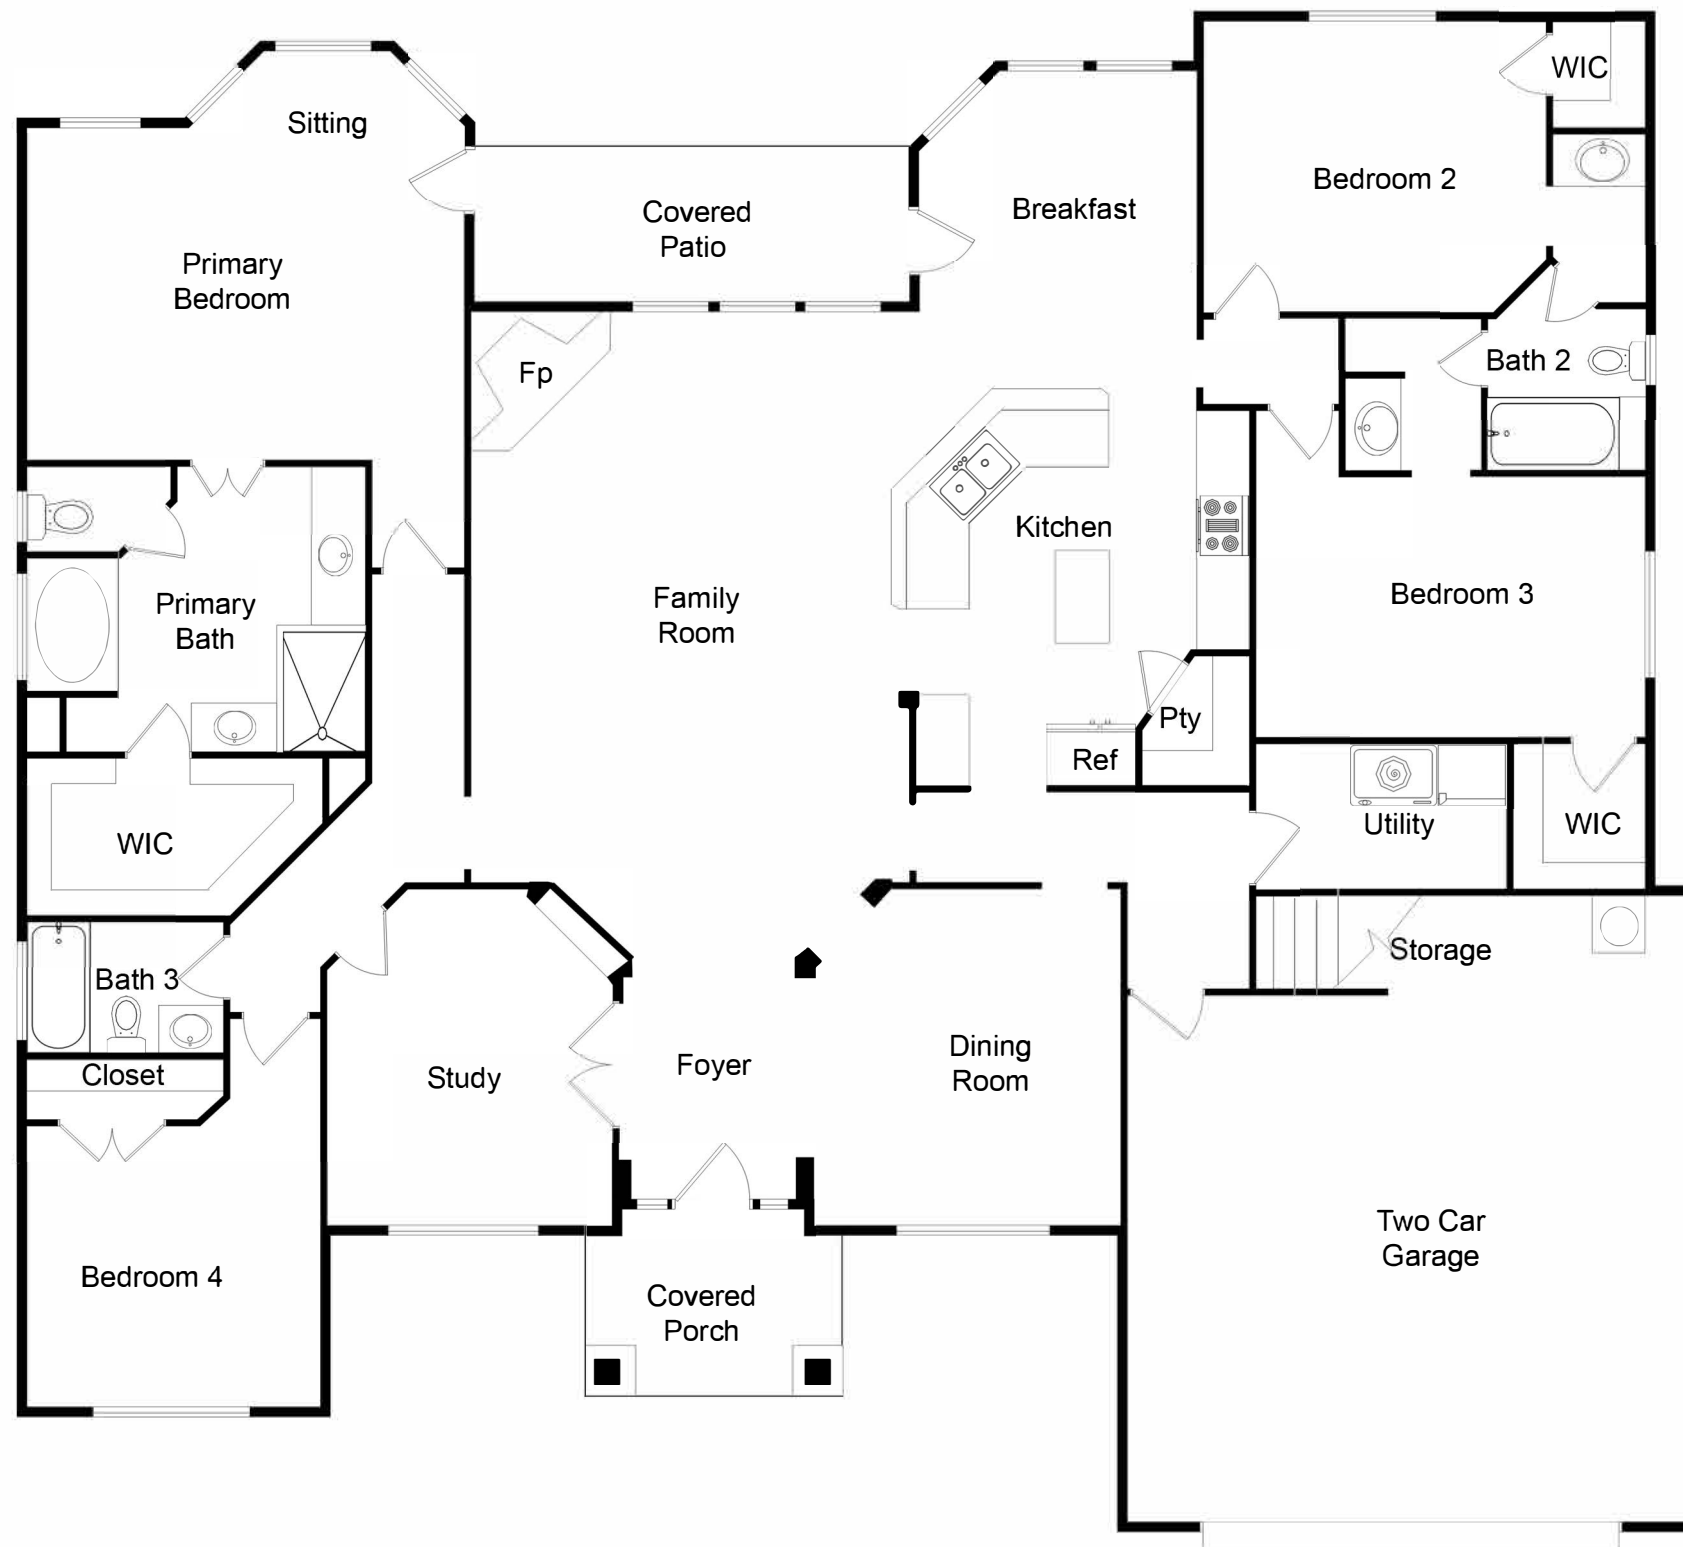 WIC
Sitting
Bedroom 2
Covered
Patio
Breakfast
Primary
Bedroom
Fp
Bath 2
Kitchen
Family
Room
Bedroom 3
Primary
Bath
Pty
Ref
WIC
Utility
WIC
Storage
Bath 3
Closet
Study
Foyer
Dining
Room
Two Car
Garage
Bedroom 4
Covered
Porch